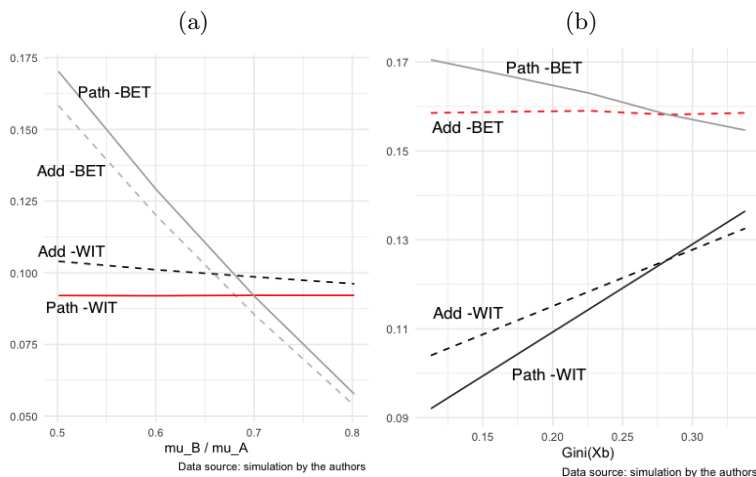 (a)
0.175
0.150
0.125
0.100
0.075
0.050
Path -BET
Add -BET
Add -WIT
Path -WIT
0.5 0.6 0.7 0.8
mu_B / mu_A
Data source: simulation by the authors
(b)
0.17
0.15
0.13
0.11
0.09
Path -BET
Add -BET
Add -WIT
Path -WIT
0.15 0.20 0.25 0.30
Gini(Xb)
Data source: simulation by the authors